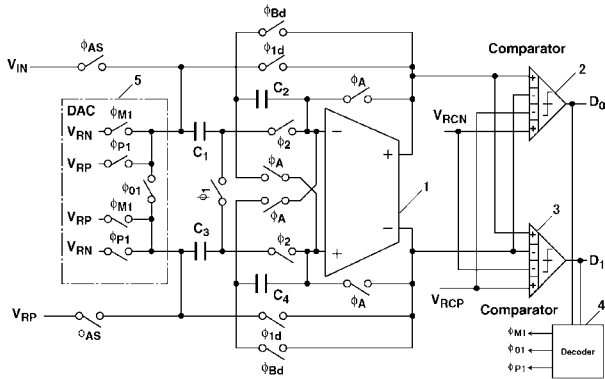 ϕBd
ϕAS
ϕ1d
Comparator
VIN
5
C2
ϕA
2
DAC
ϕM1
D0
VRN
C1
ϕ2
VRCN
ϕP1
VRP
ϕA
1
ϕ01
ϕ1
ϕA
ϕM1
VRP
C3
ϕ2
3
ϕP1
VRN
D1
C4
ϕA
VRCP
Comparator
4
VRP
ϕAS
ϕ1d
ϕM1
ϕ01
ϕP1
Decoder
ϕBd